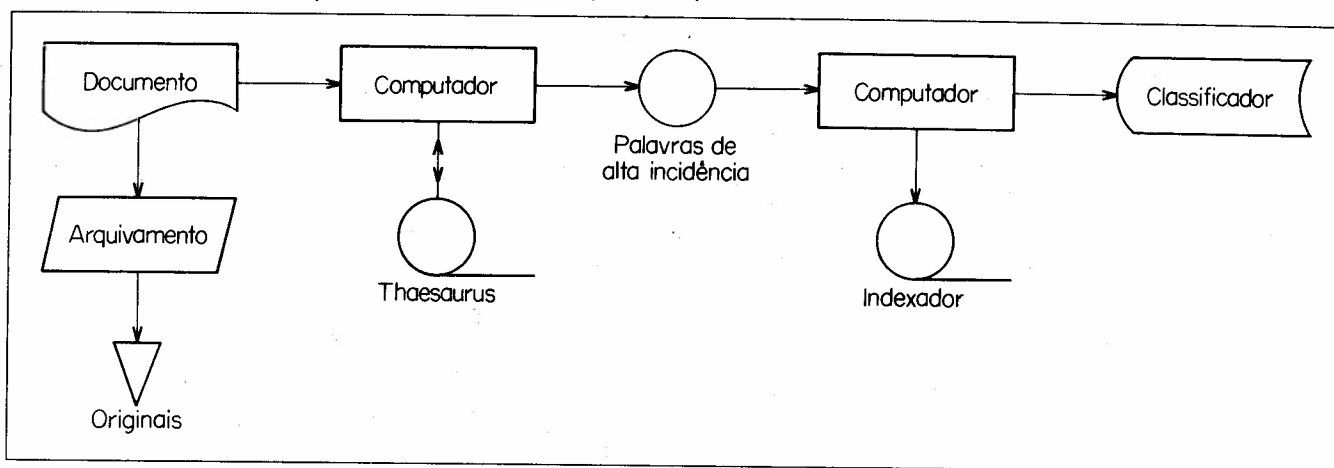 Documento
Computador
Palavras de
alta incidência
Computador
Classificador
Arquivamento
Thaesaurus
Indexador
Originais